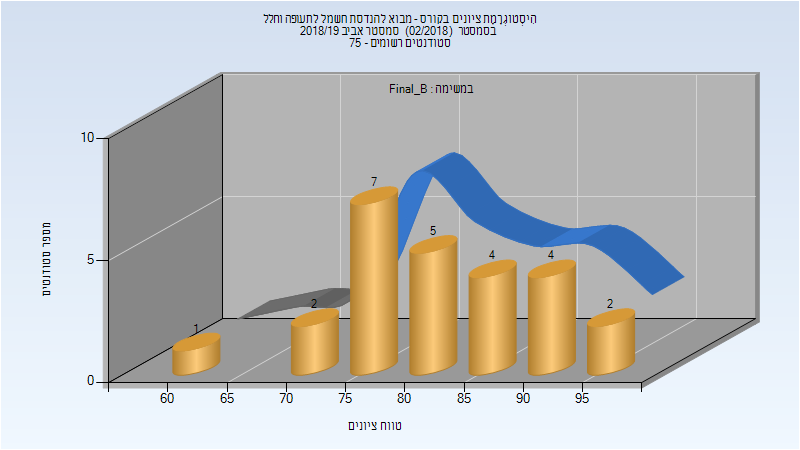 הִיסְטוֹגְרָמַת ציונים בקורס - מבוא להנדסת חשמל לתעופה וחלל
בסמסטר (02/2018) סמסטר אביב 2018/19
סטודנטים רשומים - 75
במשימה : Final_B
מספר סטודנטים
10
5
0
1
2
7
5
4
4
2
60 65 70 75 80 85 90 95
טווח ציונים